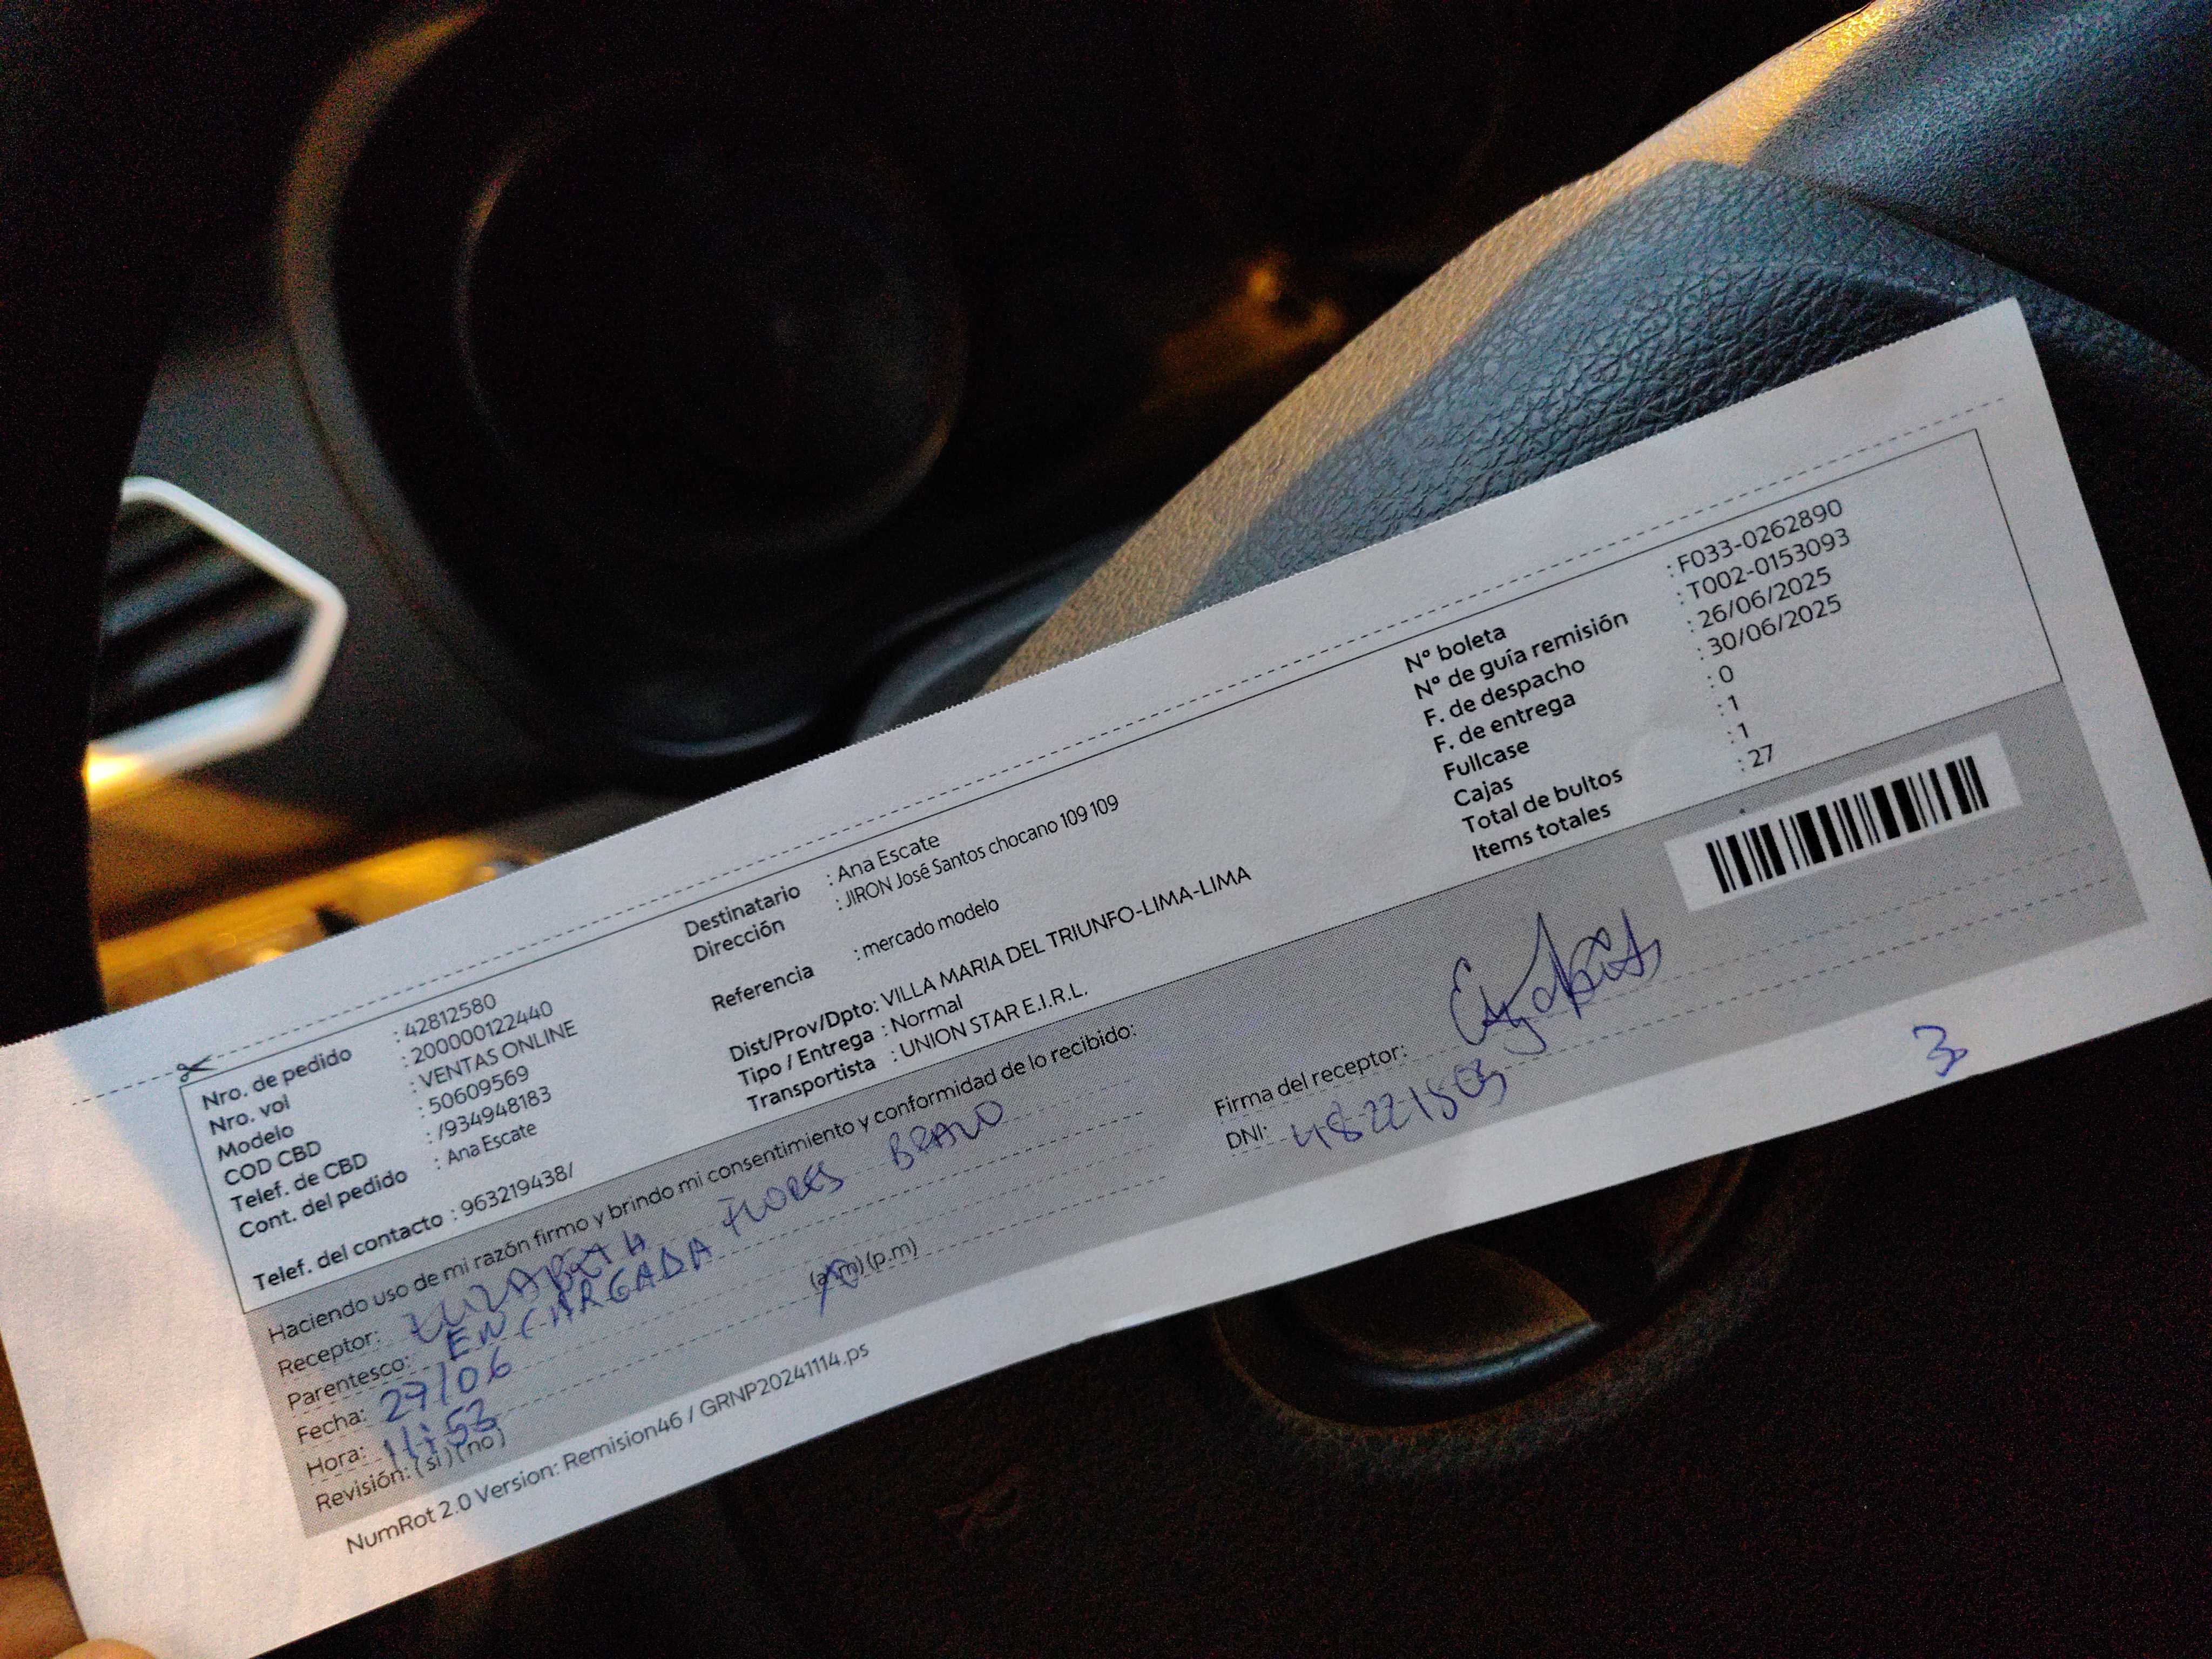 Nro. de pedido : 42812580
Nro. vol : 200000122440
Modelo : VENTAS ONLINE
COD CBD : 50609569
Telef. de CBD : /934948183
Cont. del pedido : Ana Escate
Telef. del contacto : 963219438/
Destinatario : Ana Escate
Dirección : JIRON José Santos chocano 109 109
Referencia : mercado modelo
Dist/Prov/Dpto: VILLA MARIA DEL TRIUNFO-LIMA-LIMA
Tipo / Entrega : Normal
Transportista : UNION STAR E.I.R.L.
N° boleta : F033-0262890
N° de guía remisión : T002-0153093
F. de despacho : 26/06/2025
F. de entrega : 30/06/2025
Fullcase : 0
Cajas : 1
Total de bultos : 1
Items totales : 27
Haciendo uso de mi razón firmo y brindo mi consentimiento y conformidad de lo recibido:
Receptor: FLORES BRAVO
Parentesco: ENCARGADA
Fecha: 27/06
Hora: 11:53 (a.m) (p.m)
Revisión: ( si ) ( no )
Firma del receptor:
DNI: 48221803
3
NumRot 2.0 Version: Remision46 / GRNP20241114.ps